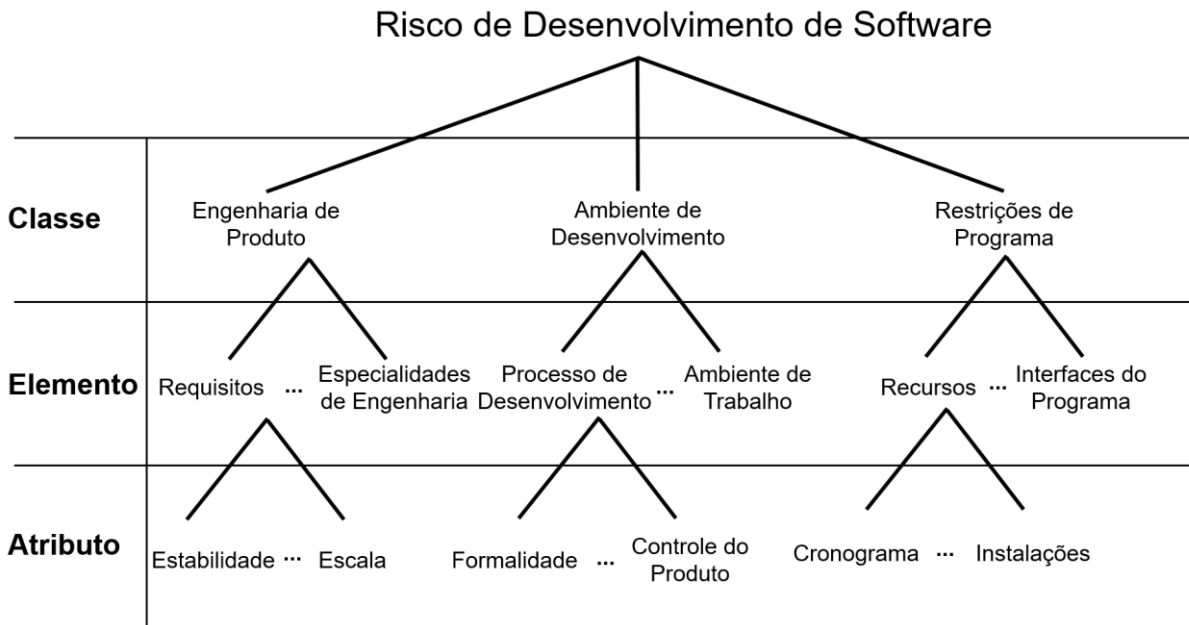 Risco de Desenvolvimento de Software
Classe
Engenharia de
Produto
Ambiente de
Desenvolvimento
Restrições de
Programa
Elemento
Requisitos
...
Especialidades
de Engenharia
Processo de
Desenvolvimento
...
Ambiente de
Trabalho
Recursos
...
Interfaces do
Programa
Atributo
Estabilidade
...
Escala
Formalidade
...
Controle do
Produto
Cronograma
...
Instalações